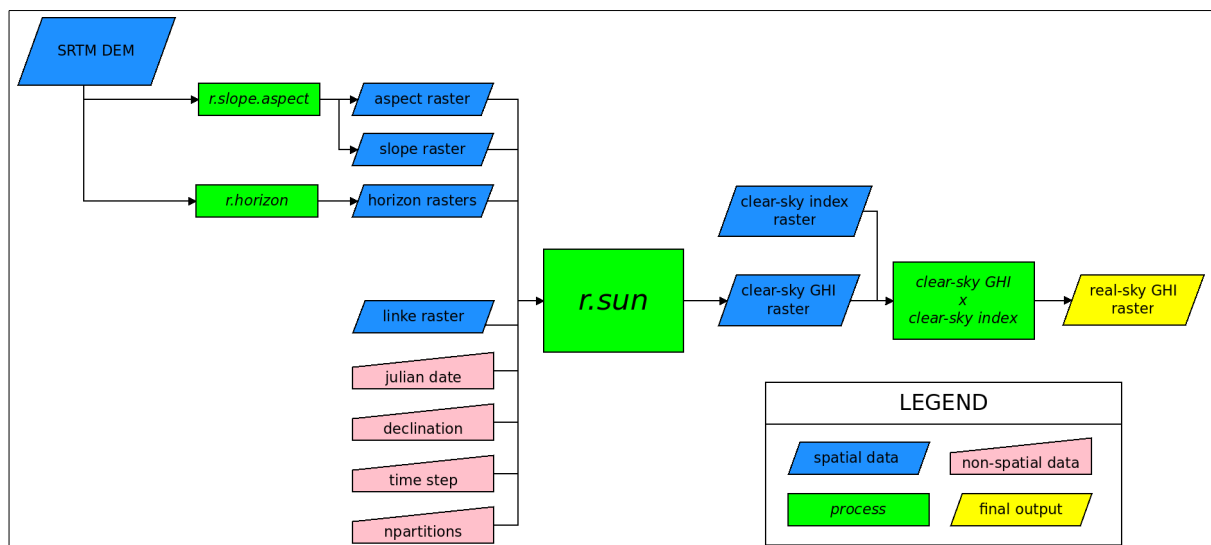 SRTM DEM
r.slope.aspect
aspect raster
slope raster
r.horizon
horizon rasters
linke raster
julian date
declination
time step
npartitions
r.sun
clear-sky index
raster
clear-sky GHI
raster
clear-sky GHI
x
clear-sky index
real-sky GHI
raster
LEGEND
spatial data
non-spatial data
process
final output